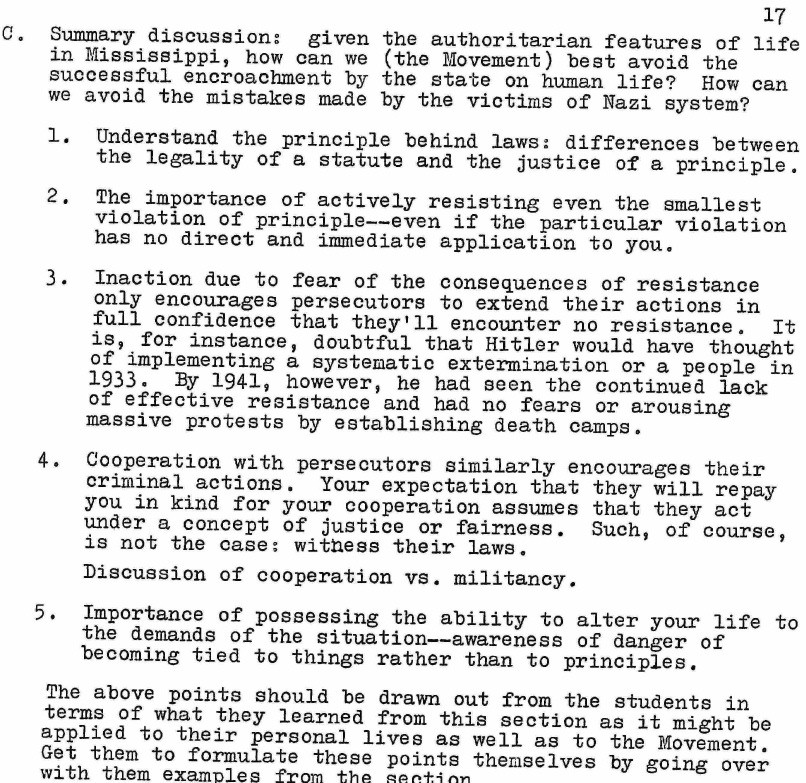 17
C. Summary discussion: given the authoritarian features of life
in Mississippi, how can we (the Movement) best avoid the
successful encroachment by the state on human life? How can
we avoid the mistakes made by the victims of Nazi system?
1. Understand the principle behind laws: differences between
the legality of a statute and the justice of a principle.
2. The importance of actively resisting even the smallest
violation of principle--even if the particular violation
has no direct and immediate application to you.
3. Inaction due to fear of the consequences of resistance
only encourages persecutors to extend their actions in
full confidence that they'll encounter no resistance. It
is, for instance, doubtful that Hitler would have thought
of implementing a systematic extermination or a people in
1933. By 1941, however, he had seen the continued lack
of effective resistance and had no fears or arousing
massive protests by establishing death camps.
4. Cooperation with persecutors similarly encourages their
criminal actions. Your expectation that they will repay
you in kind for your cooperation assumes that they act
under a concept of justice or fairness. Such, of course,
is not the case: witness their laws.
Discussion of cooperation vs. militancy.
5. Importance of possessing the ability to alter your life to
the demands of the situation--awareness of danger of
becoming tied to things rather than to principles.
The above points should be drawn out from the students in
terms of what they learned from this section as it might be
applied to their personal lives as well as to the Movement.
Get them to formulate these points themselves by going over
with them examples from the section